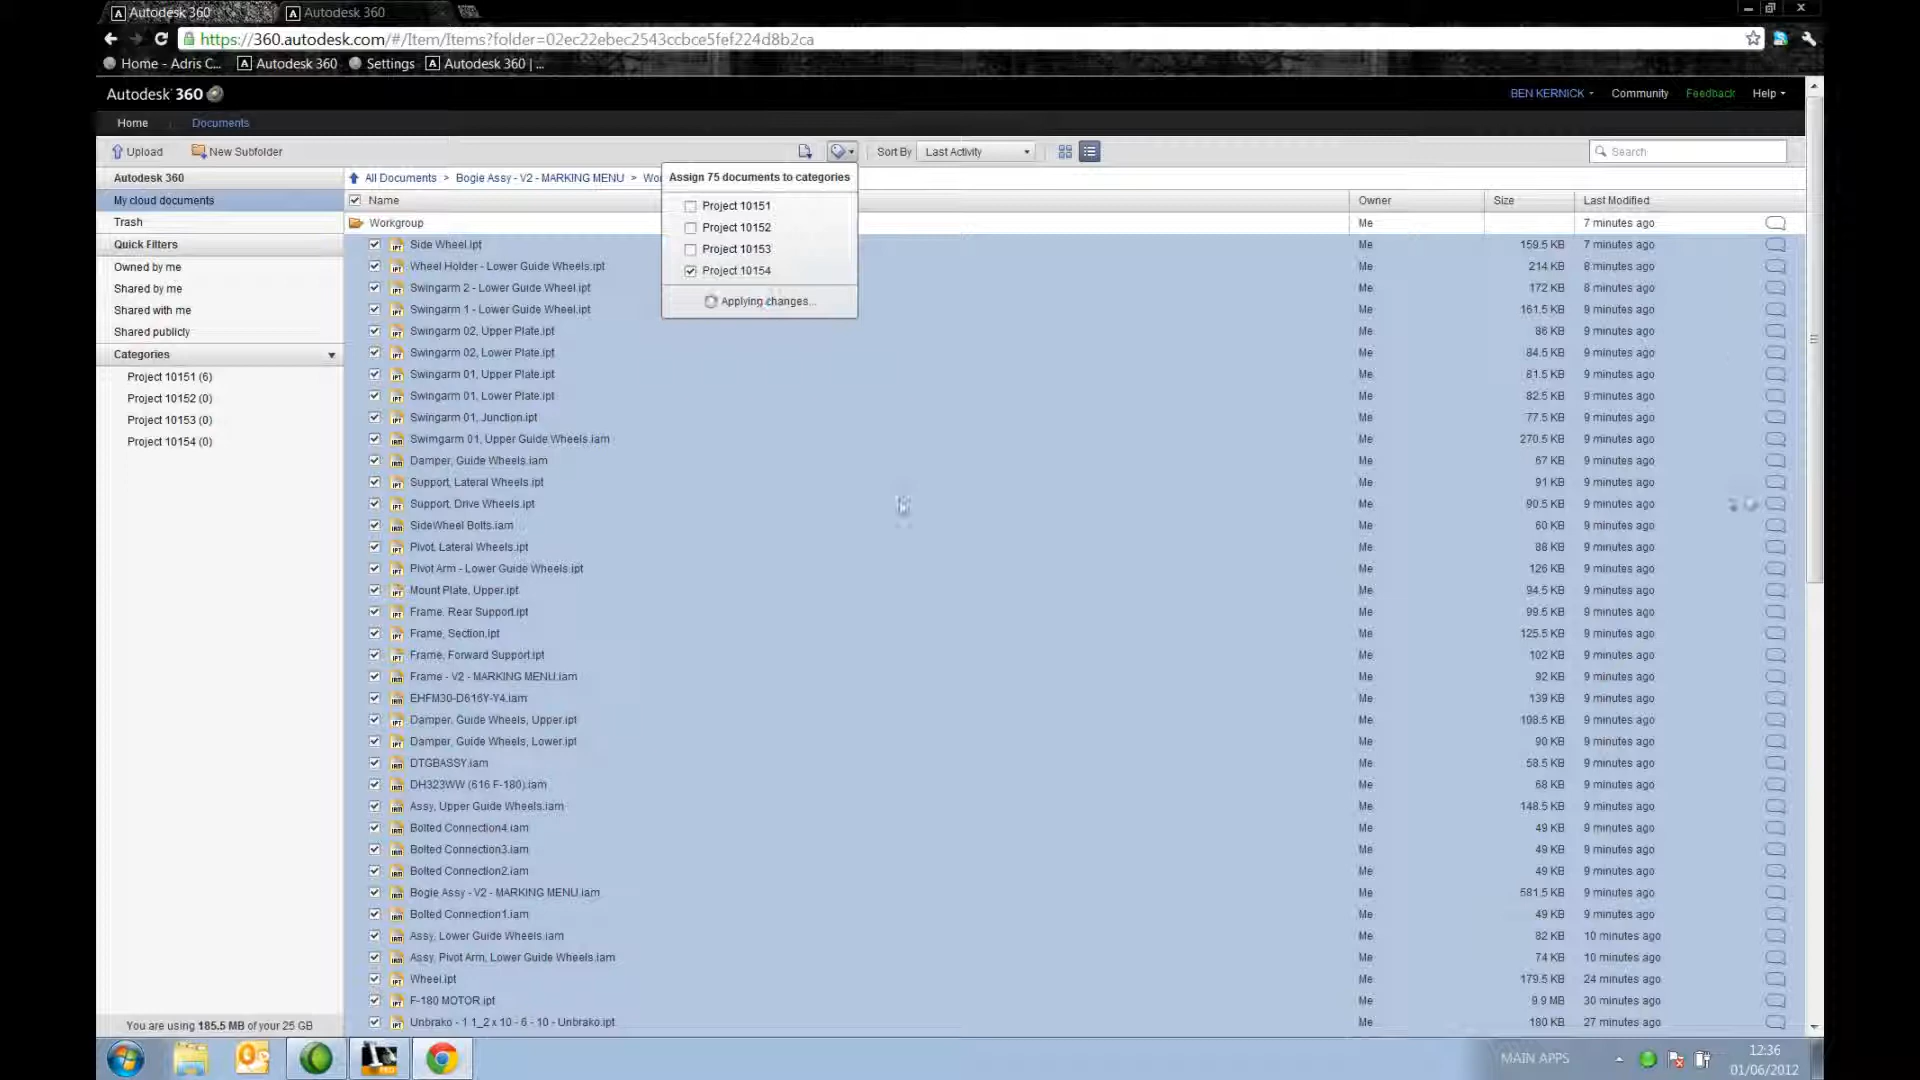 Autodesk 360
Autodesk 360
https://360.autodesk.com/#/Item/Items?folder=02ec22ebec2543ccbce5fef224d8b2ca
Home - Adris C...
Autodesk 360
Settings
Autodesk 360 | ...
Autodesk 360
BEN KERNICK
Community
Feedback
Help
Home
Documents
Upload
New Subfolder
Sort By
Last Activity
Search
Autodesk 360
My cloud documents
Trash
Quick Filters
Owned by me
Shared by me
Shared with me
Shared publicly
Categories
Project 10151 (6)
Project 10152 (0)
Project 10153 (0)
Project 10154 (0)
You are using 185.5 MB of your 25 GB
All Documents > Bogie Assy - V2 - MARKING MENU > Wor
Assign 75 documents to categories
Project 10151
Project 10152
Project 10153
Project 10154
Applying changes...
Name Owner Size Last Modified
Workgroup Me 7 minutes ago
Side Wheel.ipt Me 159.5 KB 7 minutes ago
Wheel Holder - Lower Guide Wheels.ipt Me 214 KB 8 minutes ago
Swingarm 2 - Lower Guide Wheel.ipt Me 172 KB 8 minutes ago
Swingarm 1 - Lower Guide Wheel.ipt Me 161.5 KB 9 minutes ago
Swingarm 02, Upper Plate.ipt Me 86 KB 9 minutes ago
Swingarm 02, Lower Plate.ipt Me 84.5 KB 9 minutes ago
Swingarm 01, Upper Plate.ipt Me 81.5 KB 9 minutes ago
Swingarm 01, Lower Plate.ipt Me 82.5 KB 9 minutes ago
Swingarm 01, Junction.ipt Me 77.5 KB 9 minutes ago
Swimgarm 01, Upper Guide Wheels.iam Me 270.5 KB 9 minutes ago
Damper, Guide Wheels.iam Me 67 KB 9 minutes ago
Support, Lateral Wheels.ipt Me 91 KB 9 minutes ago
Support, Drive Wheels.ipt Me 90.5 KB 9 minutes ago
SideWheel Bolts.iam Me 60 KB 9 minutes ago
Pivot, Lateral Wheels.ipt Me 88 KB 9 minutes ago
Pivot Arm - Lower Guide Wheels.ipt Me 126 KB 9 minutes ago
Mount Plate, Upper.ipt Me 94.5 KB 9 minutes ago
Frame, Rear Support.ipt Me 99.5 KB 9 minutes ago
Frame, Section.ipt Me 125.5 KB 9 minutes ago
Frame, Forward Support.ipt Me 102 KB 9 minutes ago
Frame - V2 - MARKING MENU.iam Me 92 KB 9 minutes ago
EHFM30-D616Y-Y4.iam Me 139 KB 9 minutes ago
Damper, Guide Wheels, Upper.ipt Me 108.5 KB 9 minutes ago
Damper, Guide Wheels, Lower.ipt Me 90 KB 9 minutes ago
DTGBASSY.iam Me 58.5 KB 9 minutes ago
DH323WW (616 F-180).iam Me 68 KB 9 minutes ago
Assy, Upper Guide Wheels.iam Me 148.5 KB 9 minutes ago
Bolted Connection4.iam Me 49 KB 9 minutes ago
Bolted Connection3.iam Me 49 KB 9 minutes ago
Bolted Connection2.iam Me 49 KB 9 minutes ago
Bogie Assy - V2 - MARKING MENU.iam Me 581.5 KB 9 minutes ago
Bolted Connection1.iam Me 49 KB 9 minutes ago
Assy, Lower Guide Wheels.iam Me 82 KB 10 minutes ago
Assy, Pivot Arm, Lower Guide Wheels.iam Me 74 KB 10 minutes ago
Wheel.ipt Me 179.5 KB 24 minutes ago
F-180 MOTOR.ipt Me 9.9 MB 30 minutes ago
Unbrako - 1 1_2 x 10 - 6 - 10 - Unbrako.ipt Me 180 KB 27 minutes ago
MAIN APPS
12:36
01/06/2012